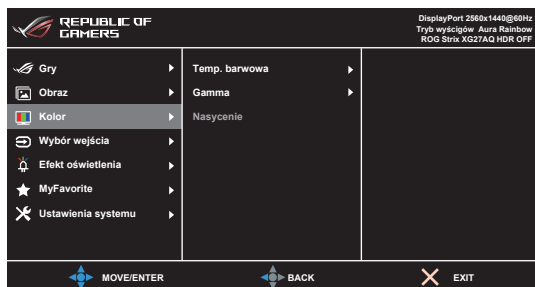 REPUBLIC OF
GAMERS
DisplayPort 2560x1440@60Hz
Tryb wyścigów Aura Rainbow
ROG Strix XG27AQ HDR OFF
Gry
Obraz
Kolor
Wybór wejścia
Efekt oświetlenia
MyFavorite
Ustawienia systemu
Temp. barwowa
Gamma
Nasycenie
MOVE/ENTER
BACK
EXIT